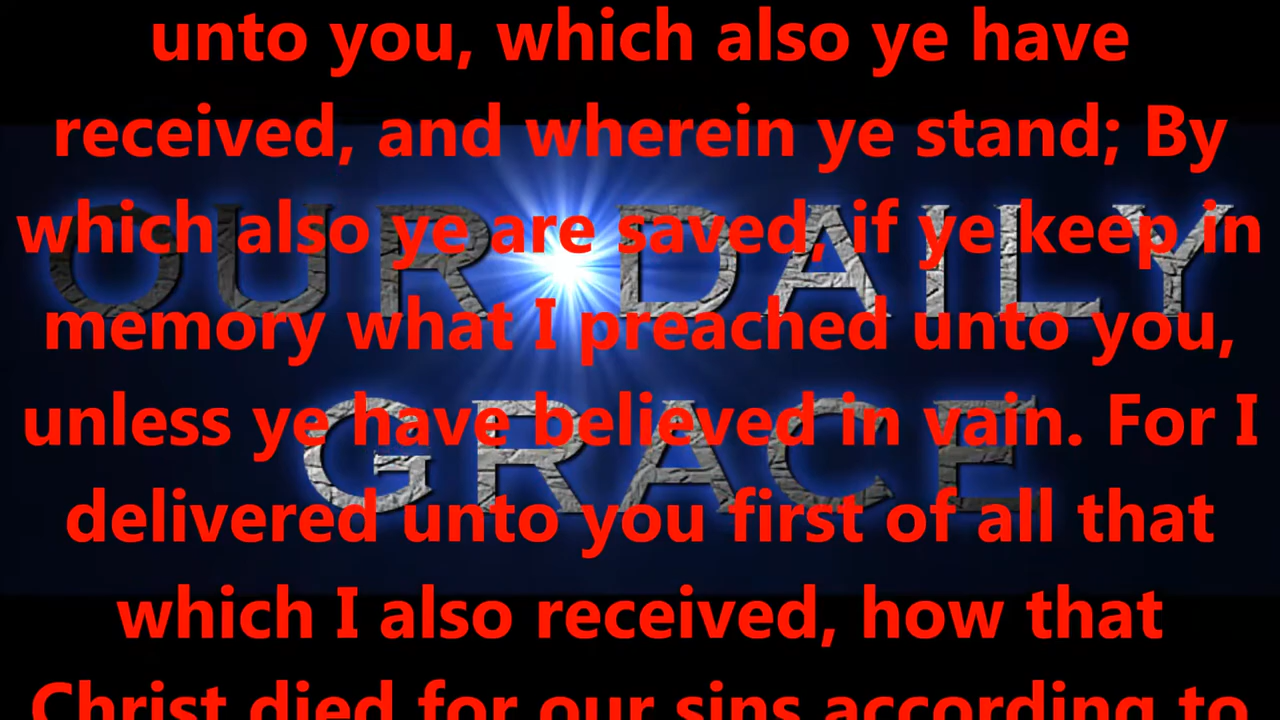 unto you, which also ye have
received, and wherein ye stand; By
which also ye are saved, if ye keep in
memory what I preached unto you,
unless ye have believed in vain. For I
delivered unto you first of all that
which I also received, how that
Christ died for our sins according to
OUR DAILY
GRACE